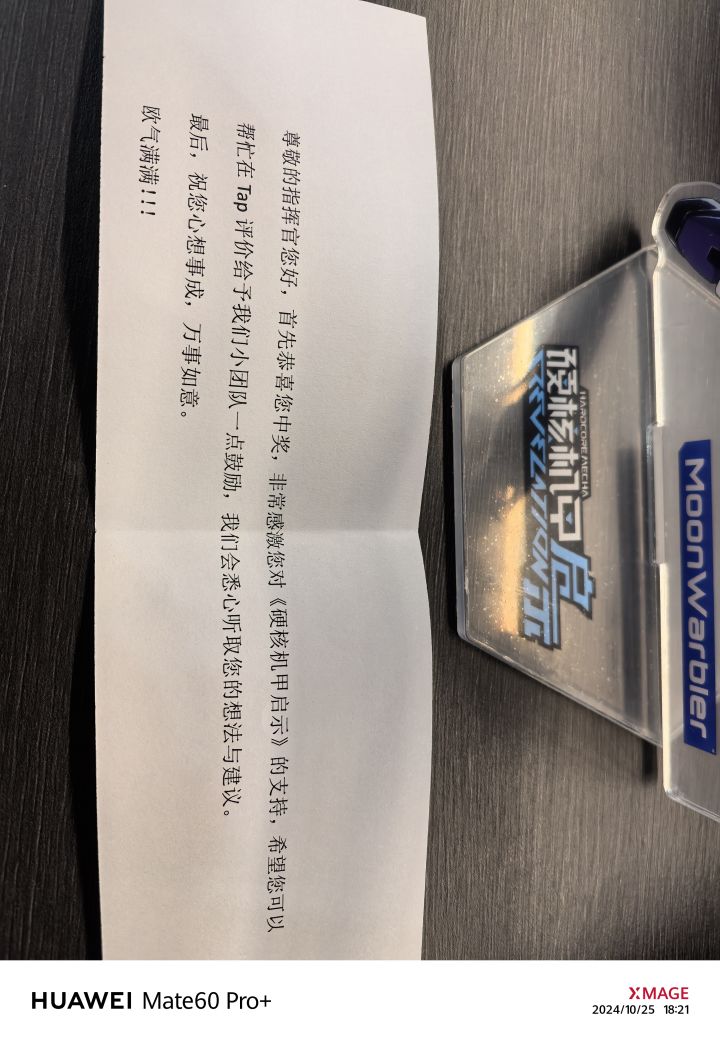 尊敬的指挥官您好，首先恭喜您中奖，非常感激您对《硬核机甲启示》的支持，希望您可以
帮忙在 Tap 评价给予我们小团队一点鼓励，我们会悉心听取您的想法与建议。
最后，祝您心想事成，万事如意。
欧气满满!!!
MoonWarbler
HARDCORE MECHA
硬核机甲启示
REVELATION
HUAWEI Mate60 Pro+
XMAGE
2024/10/25 18:21